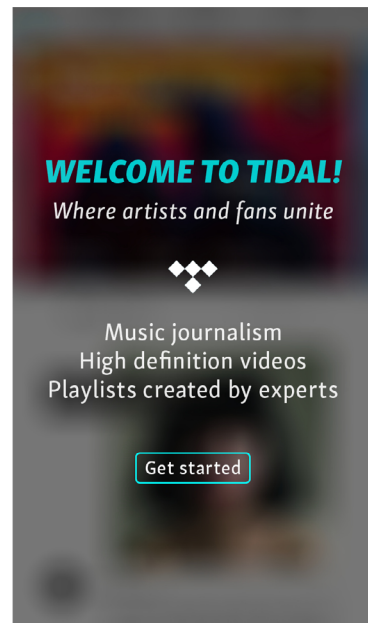 WELCOME TO TIDAL!
Where artists and fans unite
Music journalism
High definition videos
Playlists created by experts
Get started